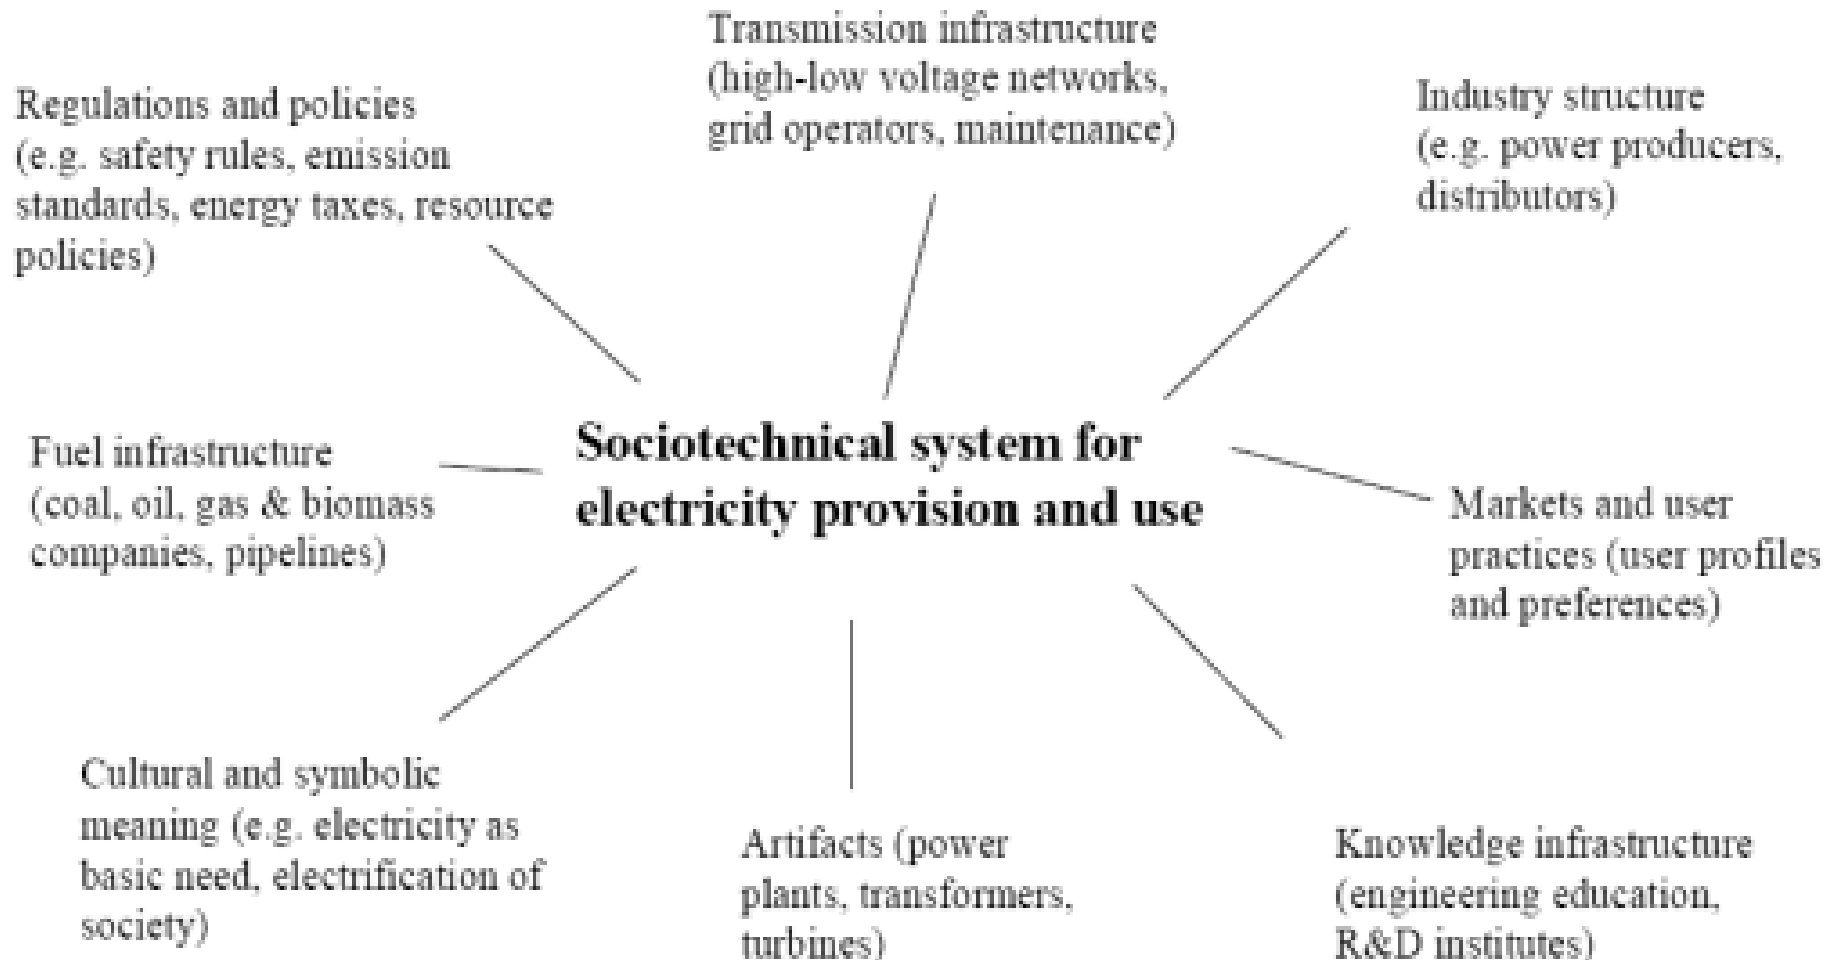 Transmission infrastructure
(high-low voltage networks,
grid operators, maintenance)
Regulations and policies
(e.g. safety rules, emission
standards, energy taxes, resource
policies)
Industry structure
(e.g. power producers,
distributors)
Fuel infrastructure
(coal, oil, gas & biomass
companies, pipelines)
Sociotechnical system for
electricity provision and use
Markets and user
practices (user profiles
and preferences)
Cultural and symbolic
meaning (e.g. electricity as
basic need, electrification of
society)
Artifacts (power
plants, transformers,
turbines)
Knowledge infrastructure
(engineering education,
R&D institutes)